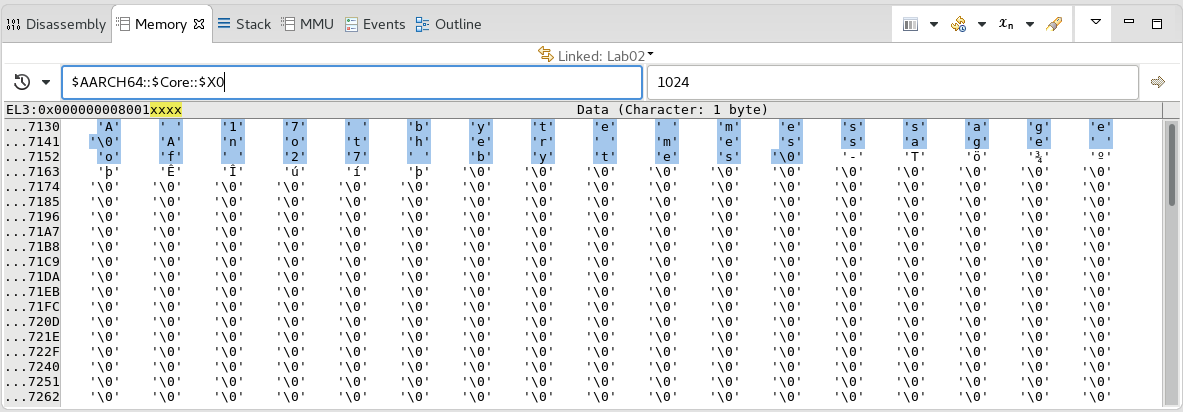 Disassembly Memory Stack MMU Events Outline
Linked: Lab02
$AARCH64::$Core::$X0 1024
EL3:0x000000008001xxxx Data (Character: 1 byte)
...7130 'A' ' ' '1' '7' ' ' 'b' 'y' 't' 'e' ' ' 'm' 'e' 's' 's' 'a' 'g' 'e'
...7141 '\0' 'A' 'n' 'o' 't' 'h' 'e' 'r' ' ' 'm' 'e' 's' 's' 'a' 'g' 'e' ' '
...7152 'o' 'f' ' ' '2' '7' ' ' 'b' 'y' 't' 'e' 's' '\0' '-' 'T' 'ö' '¾' 'º'
...7163 'þ' 'Ê' 'Î' 'ú' 'í' 'þ' '\0' '\0' '\0' '\0' '\0' '\0' '\0' '\0' '\0' '\0' '\0'
...7174 '\0' '\0' '\0' '\0' '\0' '\0' '\0' '\0' '\0' '\0' '\0' '\0' '\0' '\0' '\0' '\0' '\0'
...7185 '\0' '\0' '\0' '\0' '\0' '\0' '\0' '\0' '\0' '\0' '\0' '\0' '\0' '\0' '\0' '\0' '\0'
...7196 '\0' '\0' '\0' '\0' '\0' '\0' '\0' '\0' '\0' '\0' '\0' '\0' '\0' '\0' '\0' '\0' '\0'
...71A7 '\0' '\0' '\0' '\0' '\0' '\0' '\0' '\0' '\0' '\0' '\0' '\0' '\0' '\0' '\0' '\0' '\0'
...71B8 '\0' '\0' '\0' '\0' '\0' '\0' '\0' '\0' '\0' '\0' '\0' '\0' '\0' '\0' '\0' '\0' '\0'
...71C9 '\0' '\0' '\0' '\0' '\0' '\0' '\0' '\0' '\0' '\0' '\0' '\0' '\0' '\0' '\0' '\0' '\0'
...71DA '\0' '\0' '\0' '\0' '\0' '\0' '\0' '\0' '\0' '\0' '\0' '\0' '\0' '\0' '\0' '\0' '\0'
...71EB '\0' '\0' '\0' '\0' '\0' '\0' '\0' '\0' '\0' '\0' '\0' '\0' '\0' '\0' '\0' '\0' '\0'
...71FC '\0' '\0' '\0' '\0' '\0' '\0' '\0' '\0' '\0' '\0' '\0' '\0' '\0' '\0' '\0' '\0' '\0'
...720D '\0' '\0' '\0' '\0' '\0' '\0' '\0' '\0' '\0' '\0' '\0' '\0' '\0' '\0' '\0' '\0' '\0'
...721E '\0' '\0' '\0' '\0' '\0' '\0' '\0' '\0' '\0' '\0' '\0' '\0' '\0' '\0' '\0' '\0' '\0'
...722F '\0' '\0' '\0' '\0' '\0' '\0' '\0' '\0' '\0' '\0' '\0' '\0' '\0' '\0' '\0' '\0' '\0'
...7240 '\0' '\0' '\0' '\0' '\0' '\0' '\0' '\0' '\0' '\0' '\0' '\0' '\0' '\0' '\0' '\0' '\0'
...7251 '\0' '\0' '\0' '\0' '\0' '\0' '\0' '\0' '\0' '\0' '\0' '\0' '\0' '\0' '\0' '\0' '\0'
...7262 '\0' '\0' '\0' '\0' '\0' '\0' '\0' '\0' '\0' '\0' '\0' '\0' '\0' '\0' '\0' '\0' '\0'